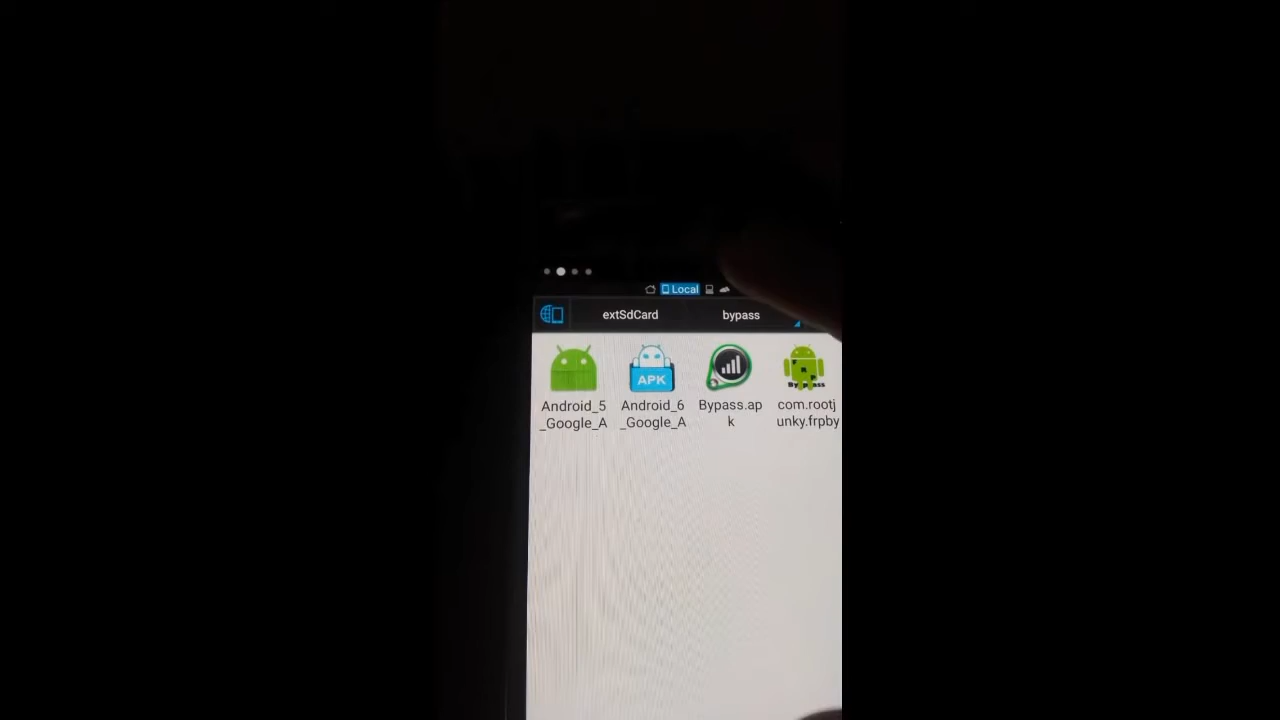 Local
extSdCard
bypass
APK
Android_5
_Google_A
Android_6
_Google_A
Bypass.ap
k
com.rootj
unky.frpby